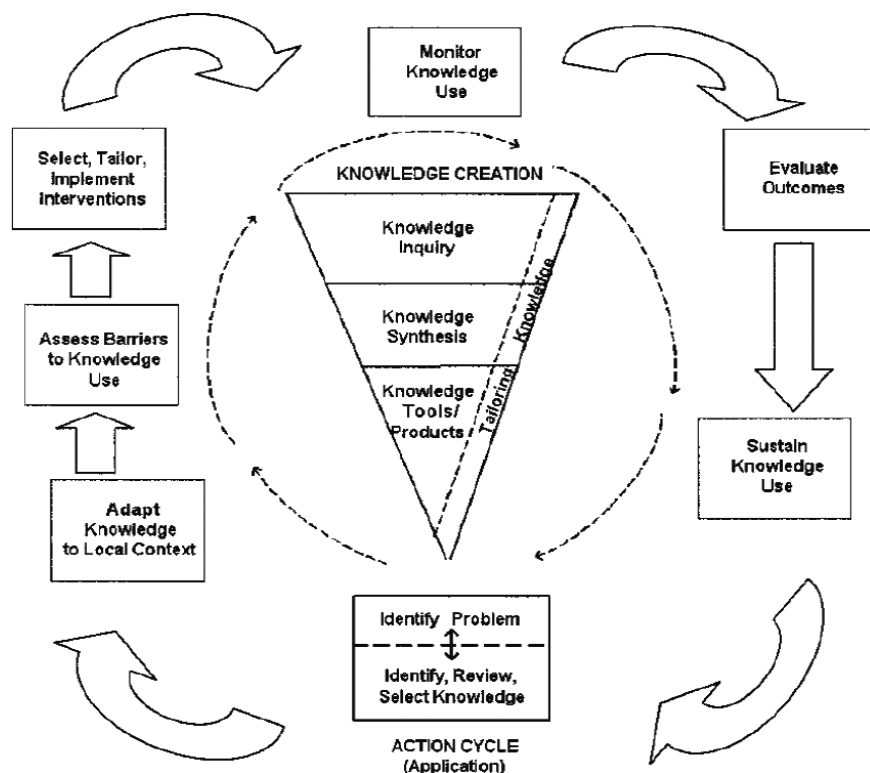 Monitor
Knowledge
Use
Select, Tailor,
Implement
Interventions
Evaluate
Outcomes
KNOWLEDGE CREATION
Knowledge
Inquiry
Knowledge
Synthesis
Knowledge
Tools/
Products
Tailoring Knowledge
Assess Barriers
to Knowledge
Use
Sustain
Knowledge
Use
Adapt
Knowledge
to Local Context
Identify Problem
Identify, Review,
Select Knowledge
ACTION CYCLE
(Application)